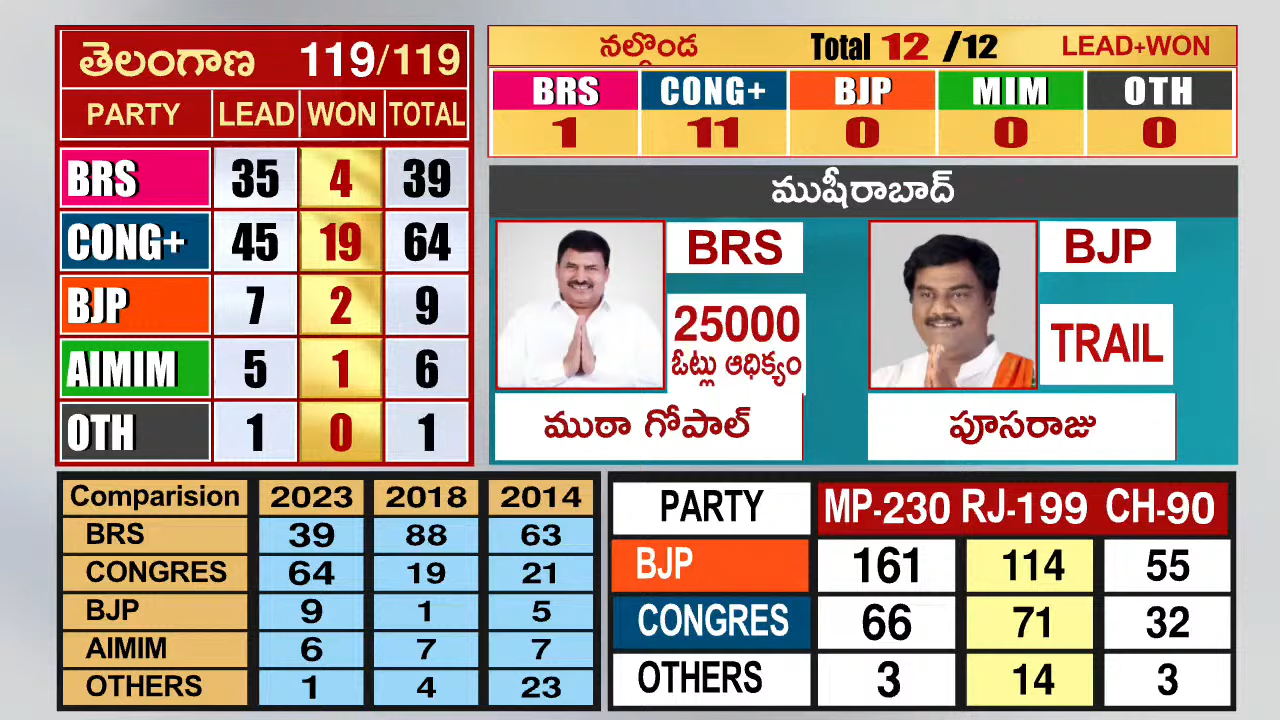 తెలంగాణ 119/119
PARTY LEAD WON TOTAL
BRS 35 4 39
CONG+ 45 19 64
BJP 7 2 9
AIMIM 5 1 6
OTH 1 0 1
నల్గొండ Total 12 /12 LEAD+WON
BRS CONG+ BJP MIM OTH
1 11 0 0 0
ముషీరాబాద్
BRS
25000
ఓట్లు ఆధిక్యం
ముఠా గోపాల్
BJP
TRAIL
పూసరాజు
Comparision 2023 2018 2014
BRS 39 88 63
CONGRES 64 19 21
BJP 9 1 5
AIMIM 6 7 7
OTHERS 1 4 23
PARTY MP-230 RJ-199 CH-90
BJP 161 114 55
CONGRES 66 71 32
OTHERS 3 14 3